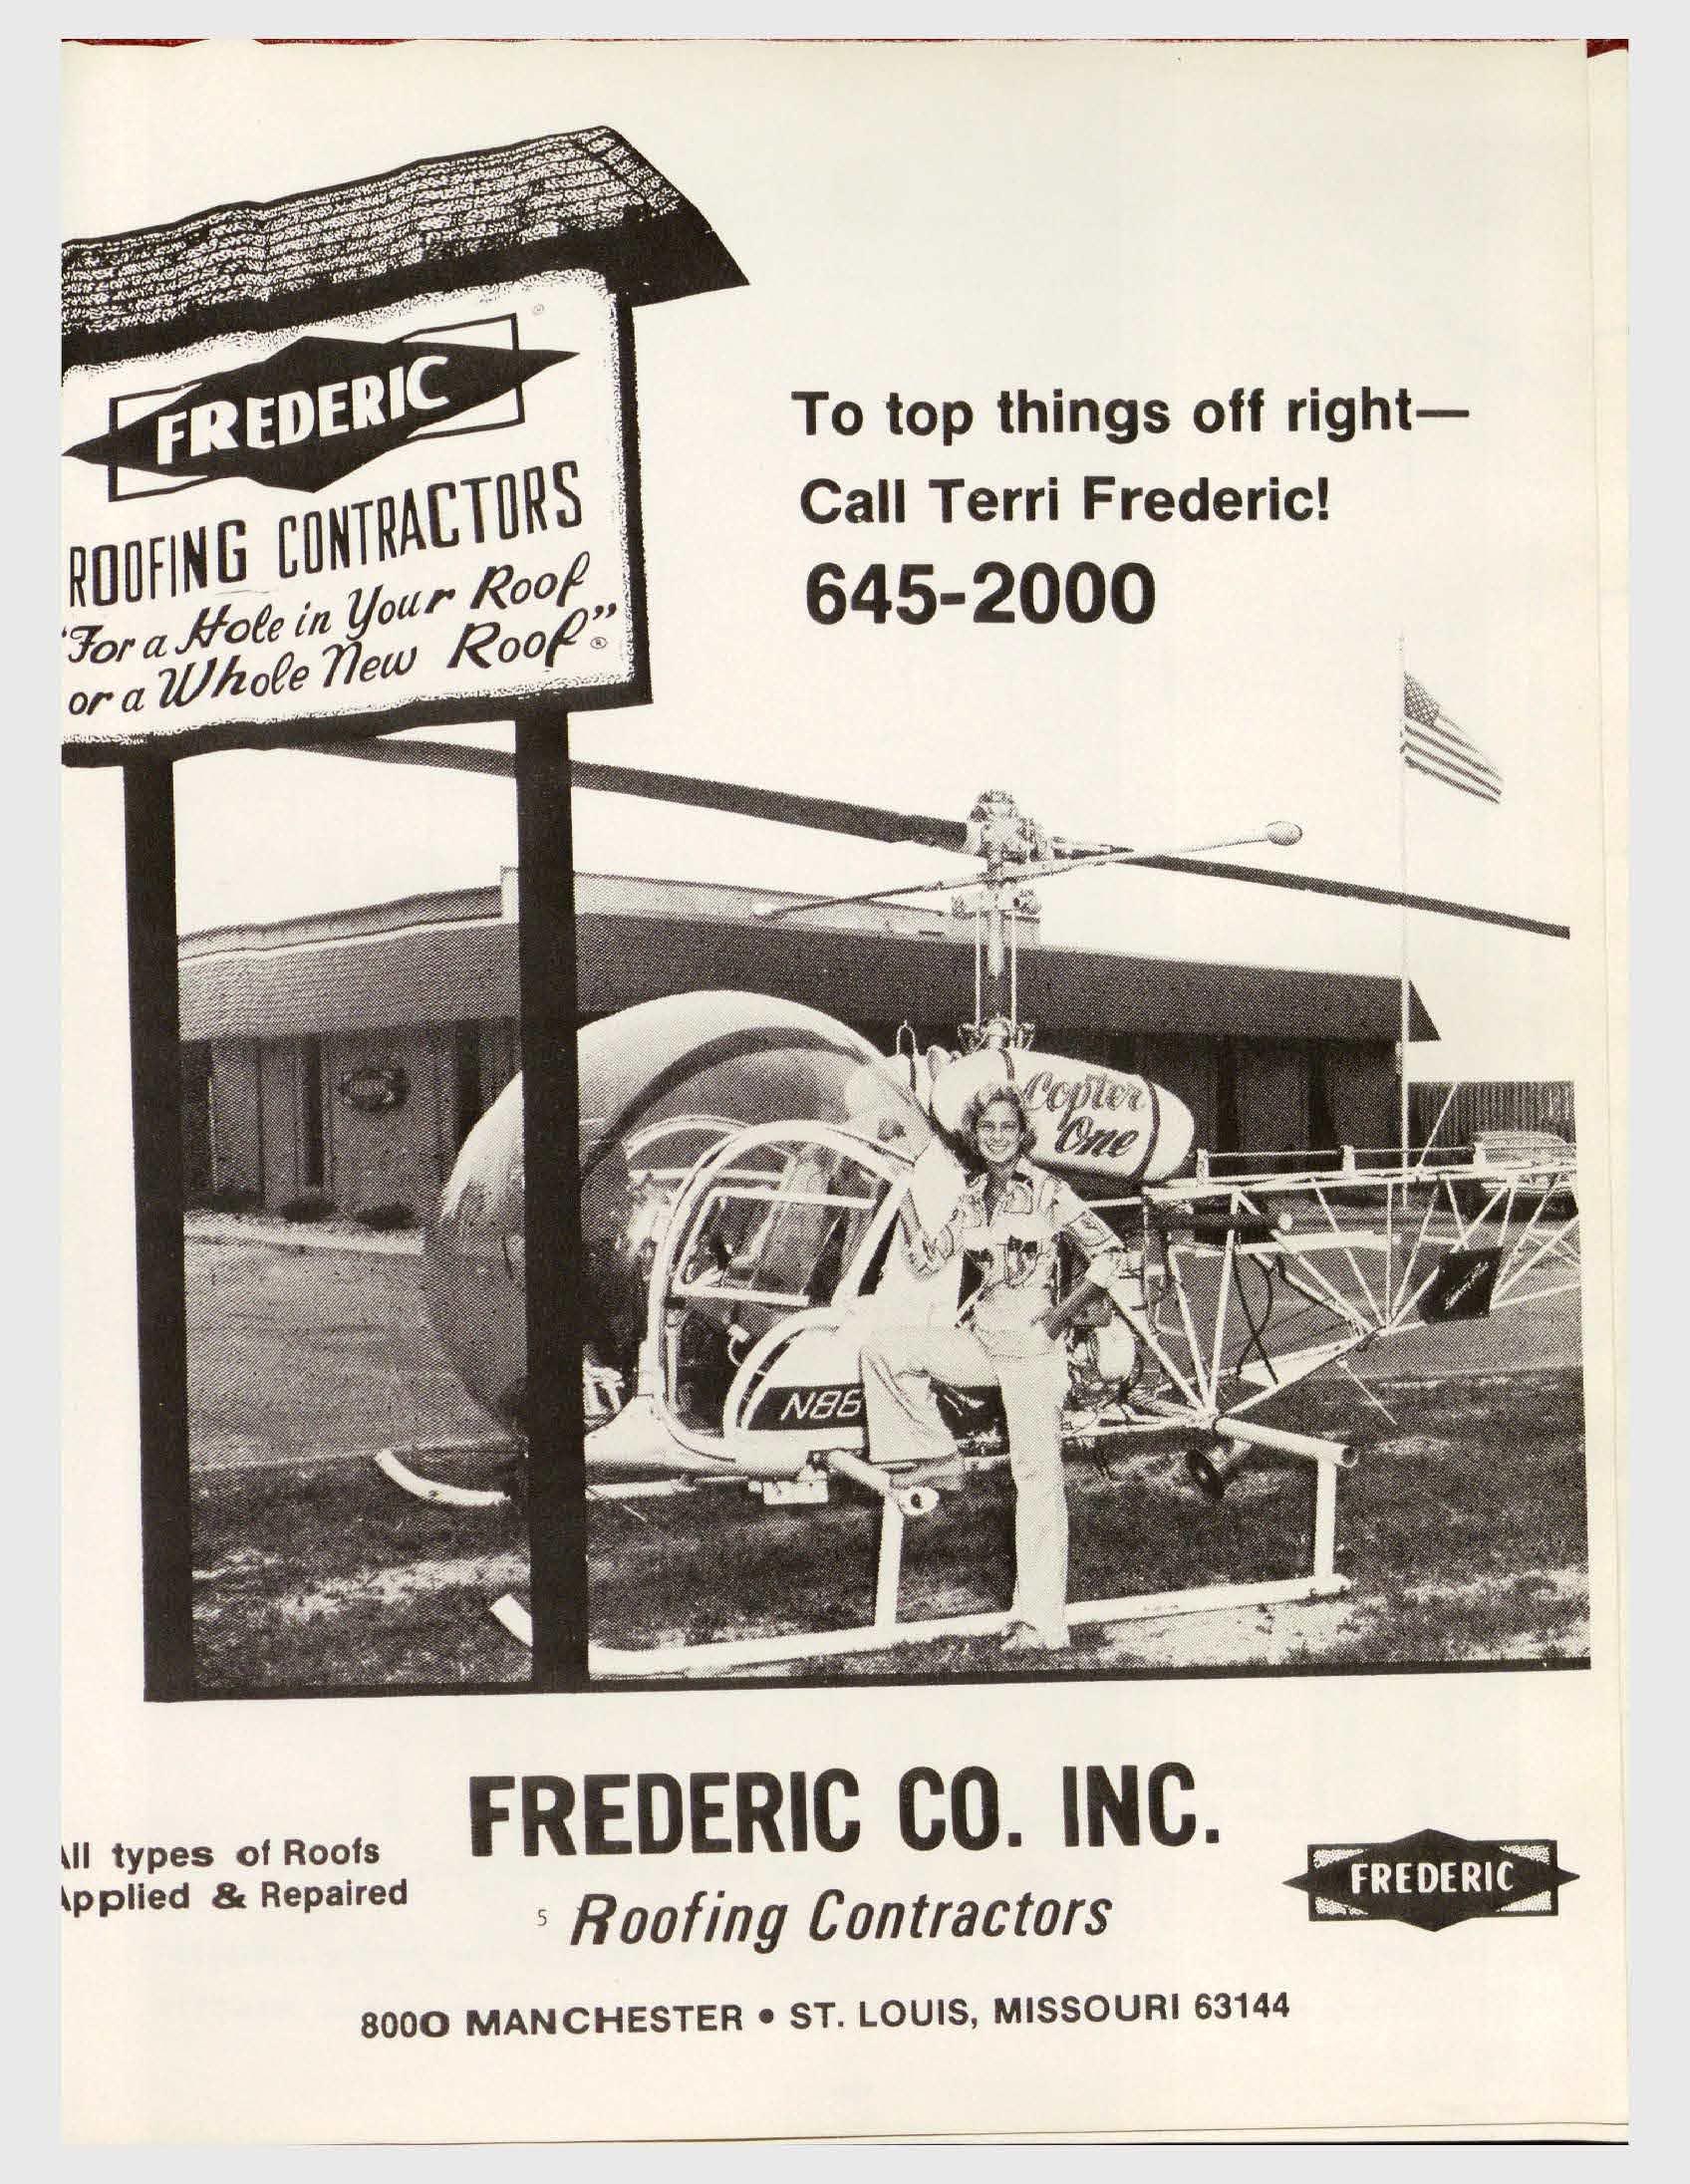 FREDERIC ®
ROOFING CONTRACTORS
"For a Hole in Your Roof
or a Whole New Roof" ®
To top things off right—
Call Terri Frederic!
645-2000
Copter
One
N86
FREDERIC CO. INC.
All types of Roofs
Applied & Repaired
5 Roofing Contractors
FREDERIC
8000 MANCHESTER • ST. LOUIS, MISSOURI 63144